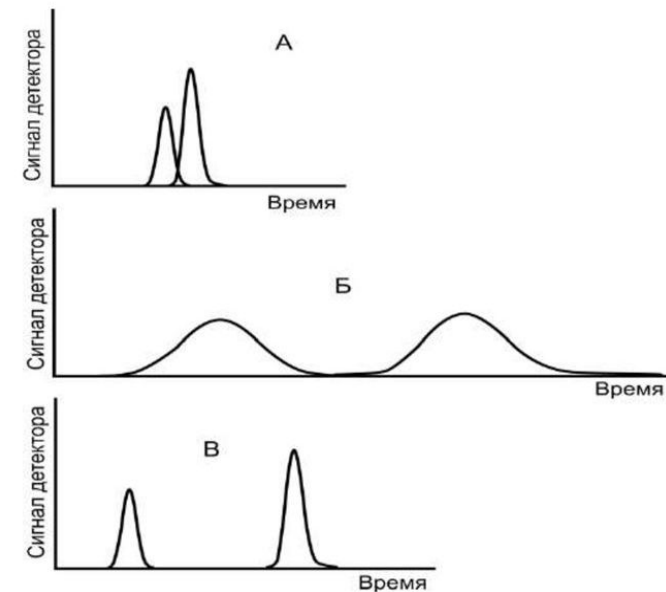 Сигнал детектора
А
Время
Сигнал детектора
Б
Время
Сигнал детектора
В
Время